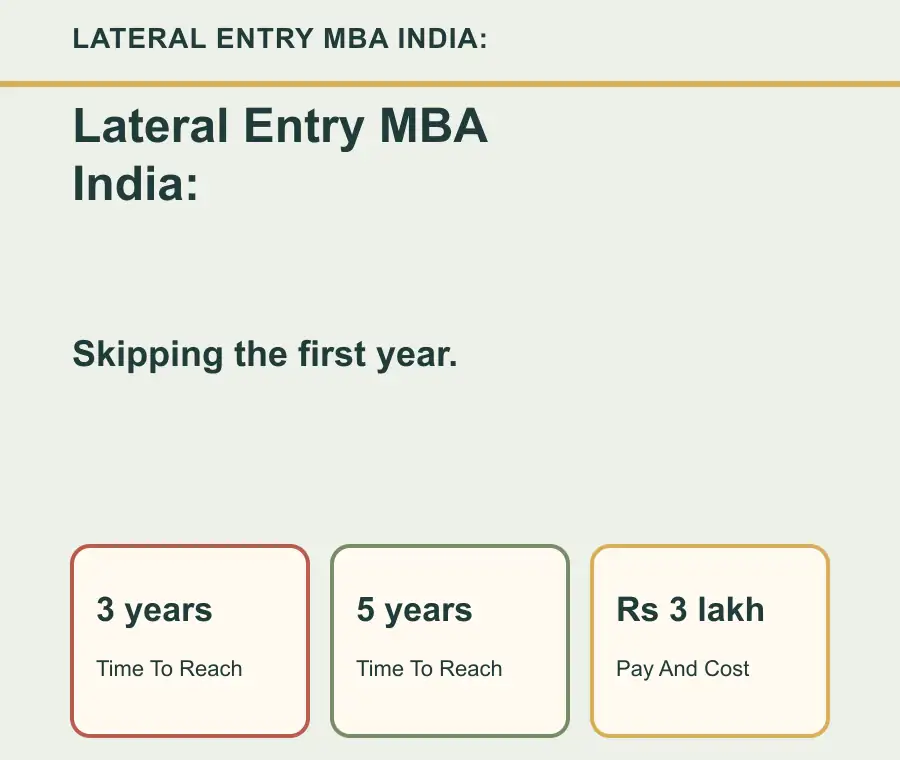 LATERAL ENTRY MBA INDIA:
Lateral Entry MBA
India:
Skipping the first year.
3 years
Time To Reach
5 years
Time To Reach
Rs 3 lakh
Pay And Cost